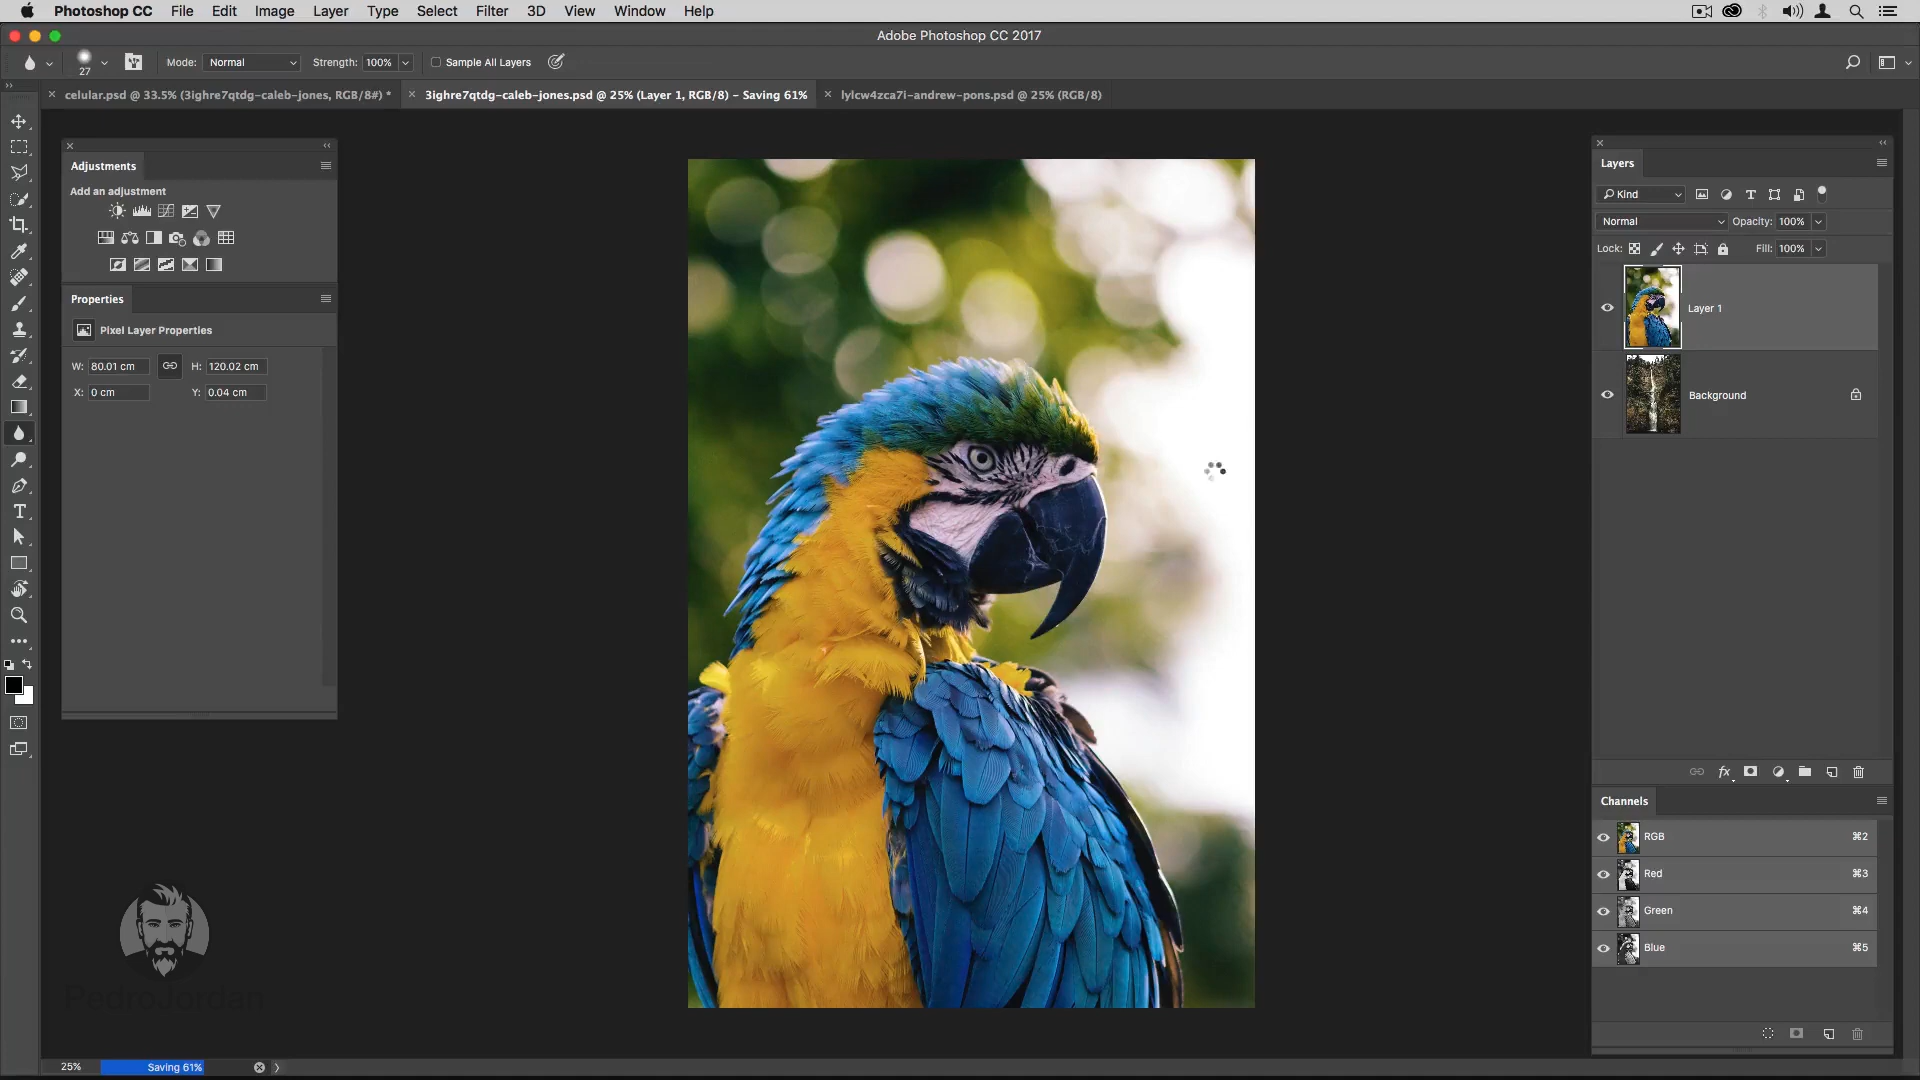 Photoshop CC File Edit Image Layer Type Select Filter 3D View Window Help
Adobe Photoshop CC 2017
27 Mode: Normal Strength: 100% Sample All Layers
celular.psd @ 33.5% (3ighre7qtdg-caleb-jones, RGB/8#) * 3ighre7qtdg-caleb-jones.psd @ 25% (Layer 1, RGB/8) – Saving 61% lylcw4zca7i-andrew-pons.psd @ 25% (RGB/8)
Adjustments
Add an adjustment
Properties
Pixel Layer Properties
W: 80.01 cm H: 120.02 cm
X: 0 cm Y: 0.04 cm
Layers
Kind
Normal Opacity: 100%
Lock: Fill: 100%
Layer 1
Background
fx
Channels
RGB ⌘2
Red ⌘3
Green ⌘4
Blue ⌘5
PedroJordan
25% Saving 61%